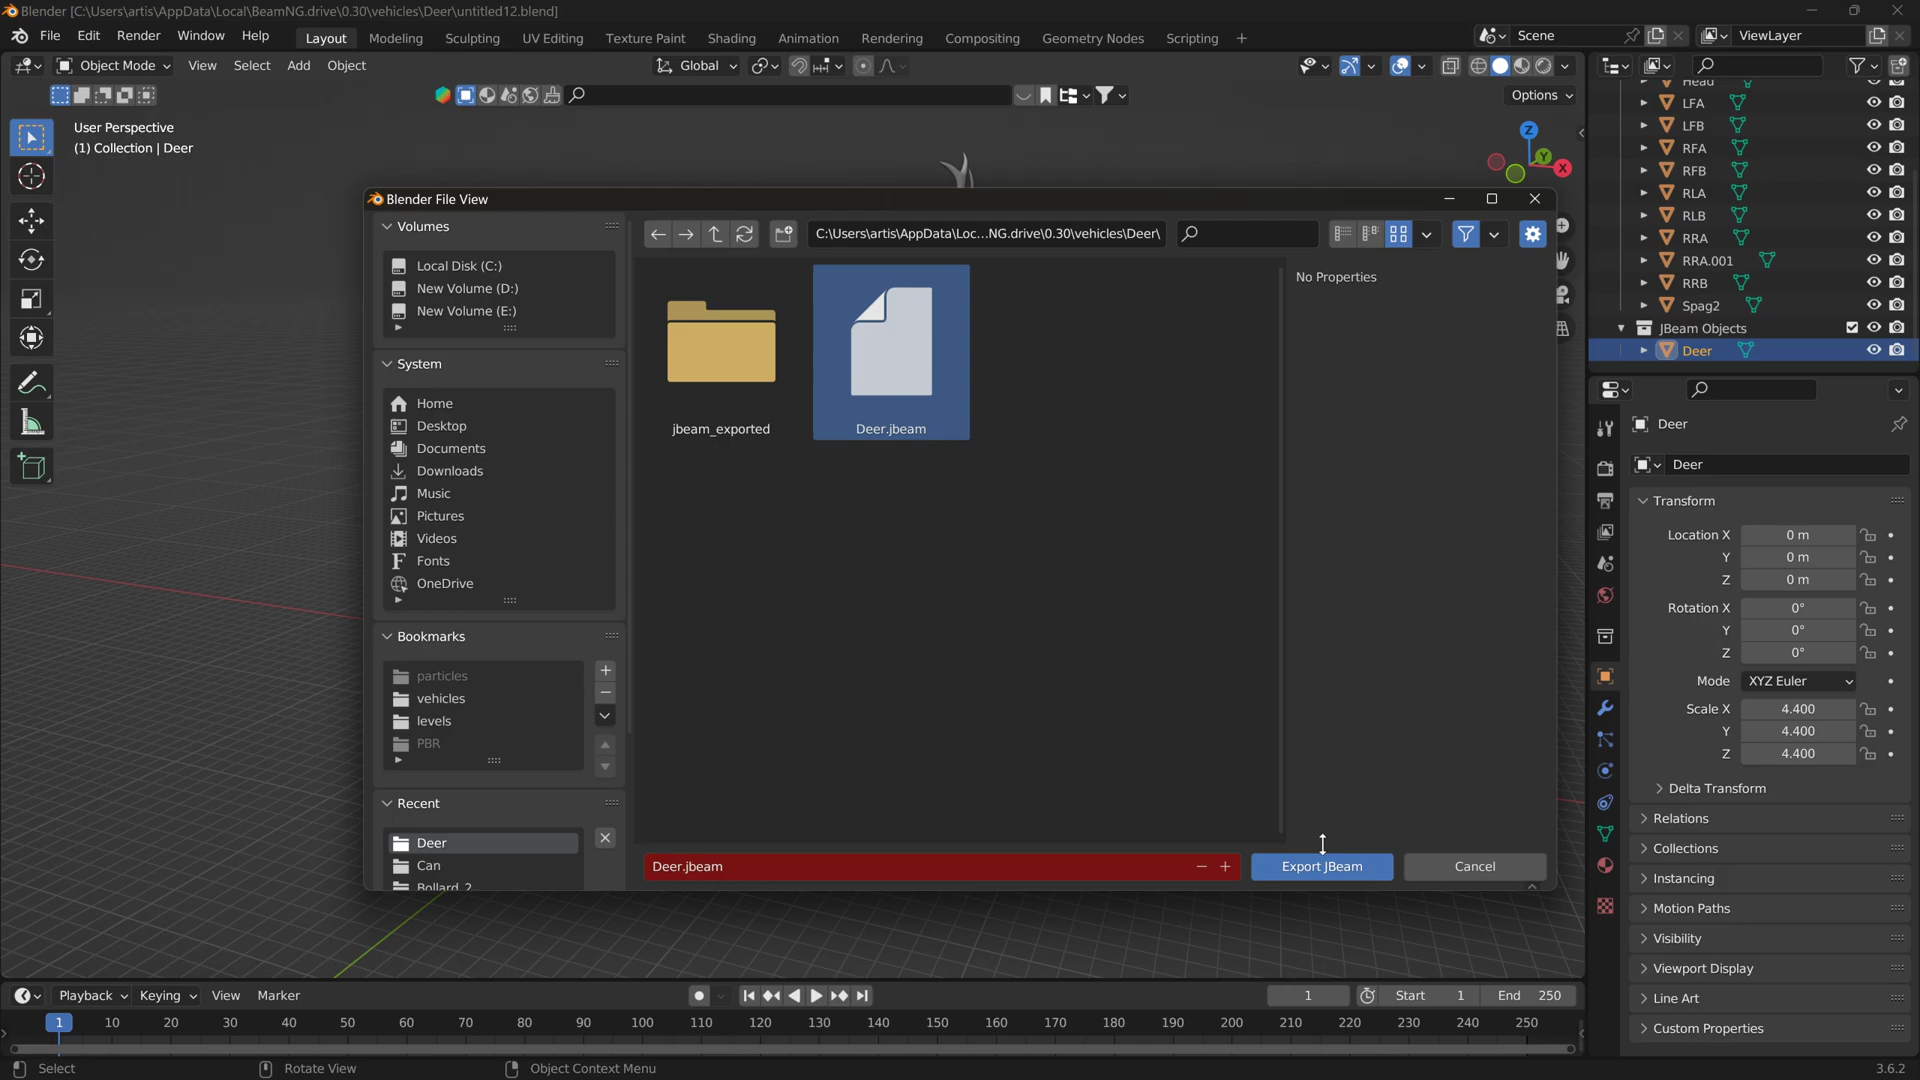 Blender [C:\Users\artis\AppData\Local\BeamNG.drive\0.30\vehicles\Deer\untitled12.blend]
File Edit Render Window Help Layout Modeling Sculpting UV Editing Texture Paint Shading Animation Rendering Compositing Geometry Nodes Scripting + Scene ViewLayer
Object Mode View Select Add Object Global
Options
User Perspective
(1) Collection | Deer
Z
Y
X
Head
LFA
LFB
RFA
RFB
RLA
RLB
RRA
RRA.001
RRB
Spag2
JBeam Objects
Deer
Blender File View
Volumes
Local Disk (C:)
New Volume (D:)
New Volume (E:)
System
Home
Desktop
Documents
Downloads
Music
Pictures
Videos
Fonts
OneDrive
Bookmarks
particles
vehicles
levels
PBR
Recent
Deer
Can
Bollard_2
C:\Users\artis\AppData\Loc...NG.drive\0.30\vehicles\Deer\
jbeam_exported
Deer.jbeam
No Properties
Deer.jbeam
Export JBeam
Cancel
Deer
Deer
Transform
Location X 0 m
Y 0 m
Z 0 m
Rotation X 0°
Y 0°
Z 0°
Mode XYZ Euler
Scale X 4.400
Y 4.400
Z 4.400
Delta Transform
Relations
Collections
Instancing
Motion Paths
Visibility
Viewport Display
Line Art
Custom Properties
Playback Keying View Marker 1 Start 1 End 250
1 10 20 30 40 50 60 70 80 90 100 110 120 130 140 150 160 170 180 190 200 210 220 230 240 250
Select Rotate View Object Context Menu 3.6.2